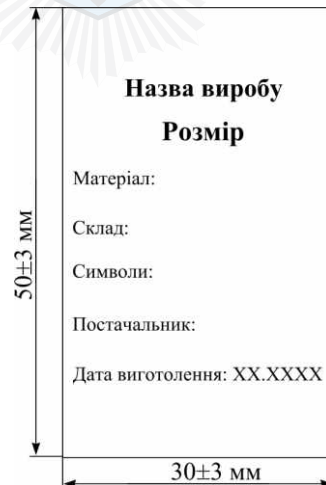 Назва виробу
Розмір
Матеріал:
Склад:
Символи:
Постачальник:
Дата виготолення: XX.XXXX
50±3 мм
30±3 мм